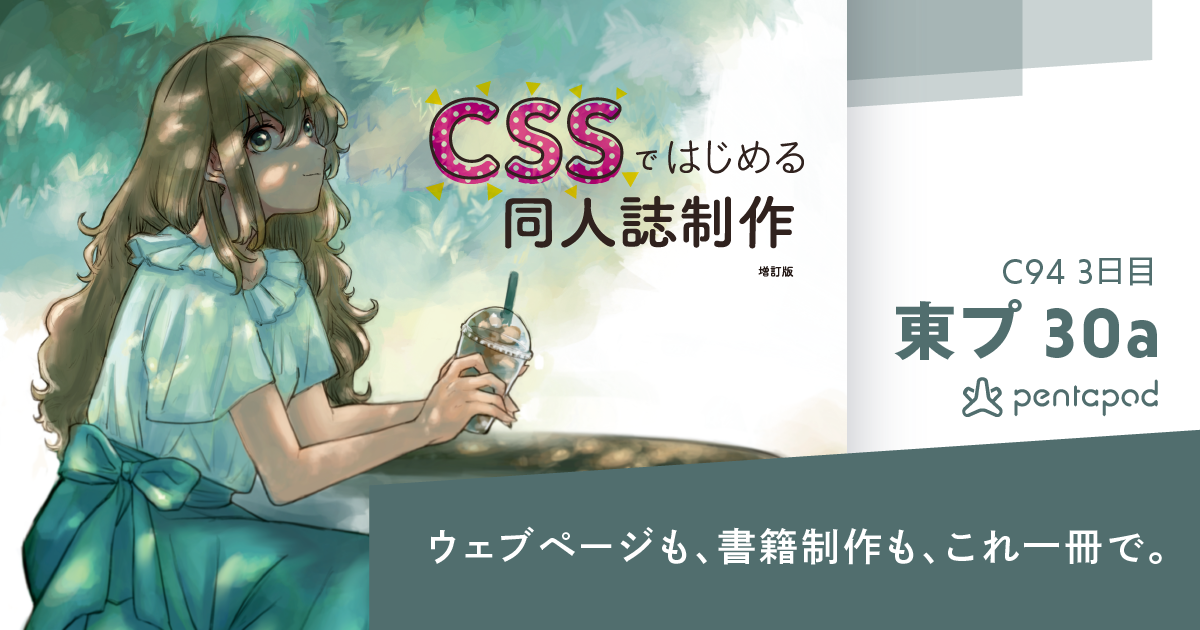 CSSではじめる
同人誌制作
増訂版
C94 3日目
東プ 30a
pentapod
ウェブページも、書籍制作も、これ一冊で。